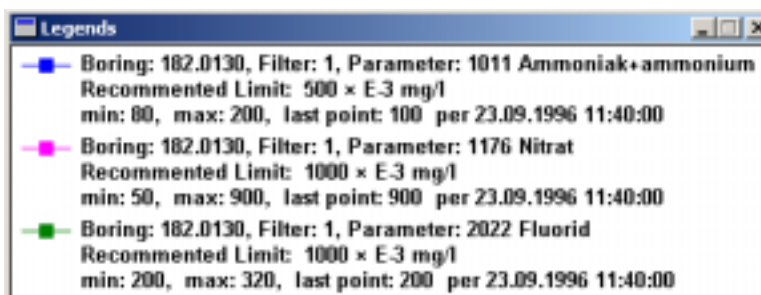 Legends
Boring: 182.0130, Filter: 1, Parameter: 1011 Ammoniak+ammonium
Recommented Limit: 500 × E-3 mg/l
min: 80, max: 200, last point: 100 per 23.09.1996 11:40:00
Boring: 182.0130, Filter: 1, Parameter: 1176 Nitrat
Recommented Limit: 1000 × E-3 mg/l
min: 50, max: 900, last point: 900 per 23.09.1996 11:40:00
Boring: 182.0130, Filter: 1, Parameter: 2022 Fluorid
Recommented Limit: 1000 × E-3 mg/l
min: 200, max: 320, last point: 200 per 23.09.1996 11:40:00